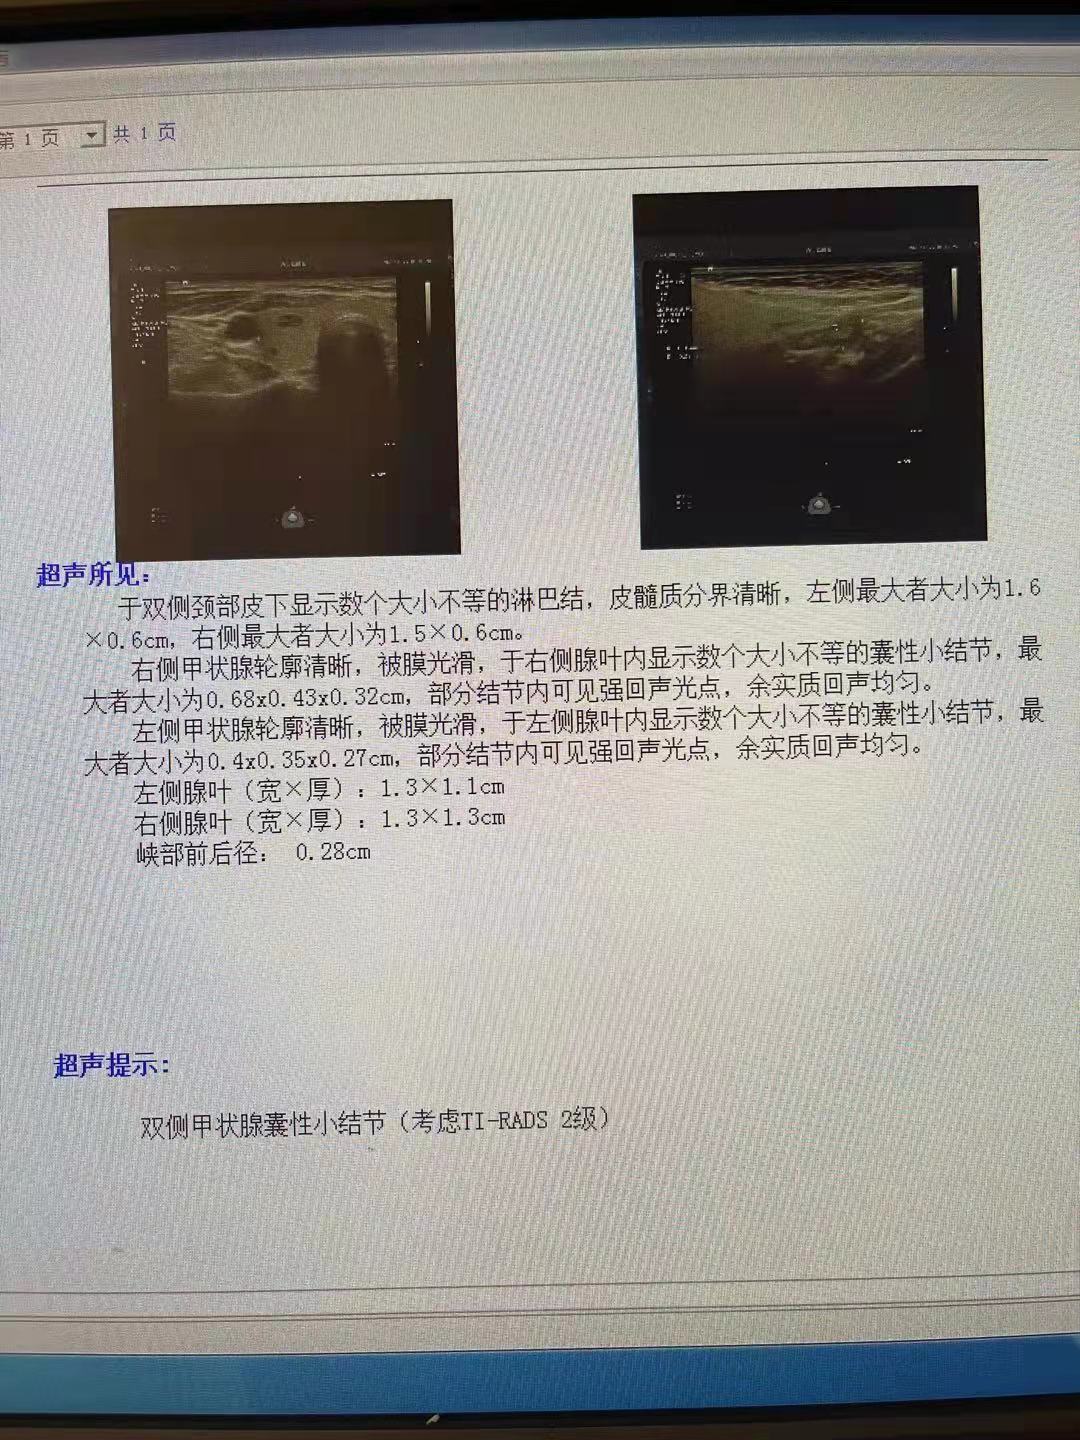 第 1 页 共 1 页
超声所见：
于双侧颈部皮下显示数个大小不等的淋巴结，皮髓质分界清晰，左侧最大者大小为1.6
×0.6cm，右侧最大者大小为1.5×0.6cm。
右侧甲状腺轮廓清晰，被膜光滑，于右侧腺叶内显示数个大小不等的囊性小结节，最
大者大小为0.68x0.43x0.32cm，部分结节内可见强回声光点，余实质回声均匀。
左侧甲状腺轮廓清晰，被膜光滑，于左侧腺叶内显示数个大小不等的囊性小结节，最
大者大小为0.4x0.35x0.27cm，部分结节内可见强回声光点，余实质回声均匀。
左侧腺叶（宽×厚）：1.3×1.1cm
右侧腺叶（宽×厚）：1.3×1.3cm
峡部前后径： 0.28cm
超声提示：
双侧甲状腺囊性小结节（考虑TI-RADS 2级）